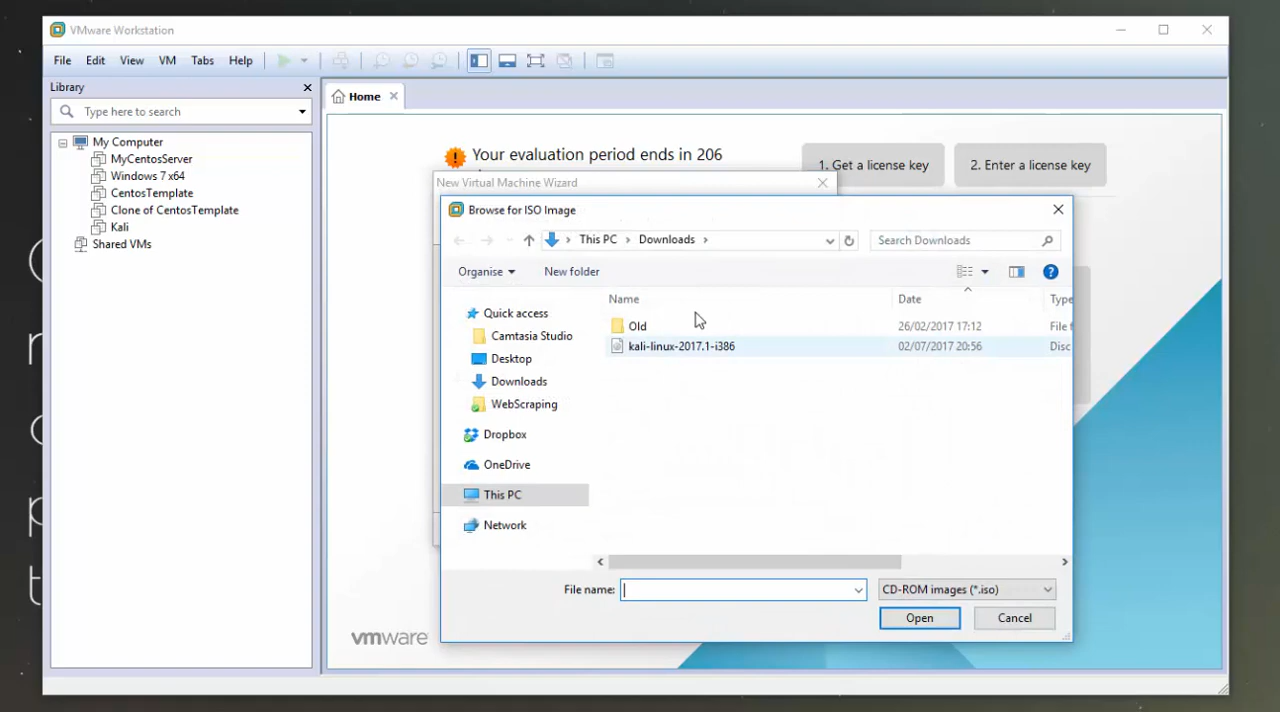 VMware Workstation
File Edit View VM Tabs Help
Library
Type here to search
My Computer
MyCentosServer
Windows 7 x64
CentosTemplate
Clone of CentosTemplate
Kali
Shared VMs
Home
Your evaluation period ends in 206
1. Get a license key
2. Enter a license key
New Virtual Machine Wizard
Browse for ISO Image
This PC > Downloads >
Search Downloads
Organise
New folder
Name Date Type
Old 26/02/2017 17:12 File f
kali-linux-2017.1-i386 02/07/2017 20:56 Disc
Quick access
Camtasia Studio
Desktop
Downloads
WebScraping
Dropbox
OneDrive
This PC
Network
File name:
CD-ROM images (*.iso)
Open
Cancel
vmware